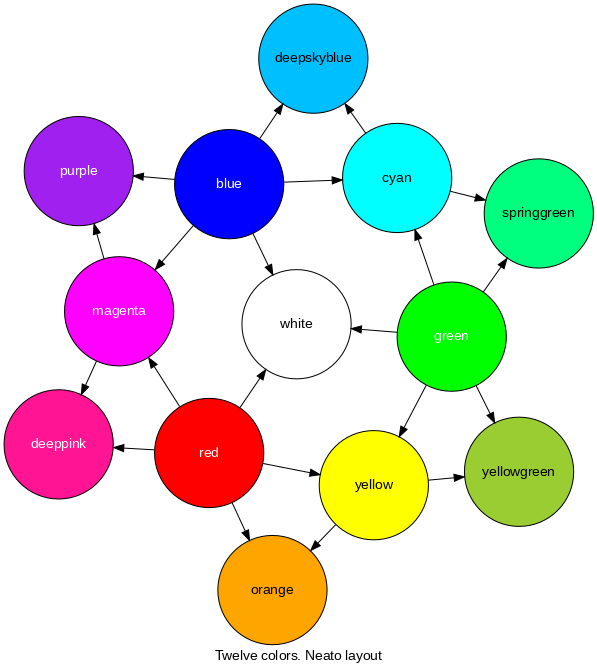 deepskyblue
purple
blue
cyan
springgreen
magenta
white
green
deeppink
red
yellow
yellowgreen
orange
Twelve colors. Neato layout